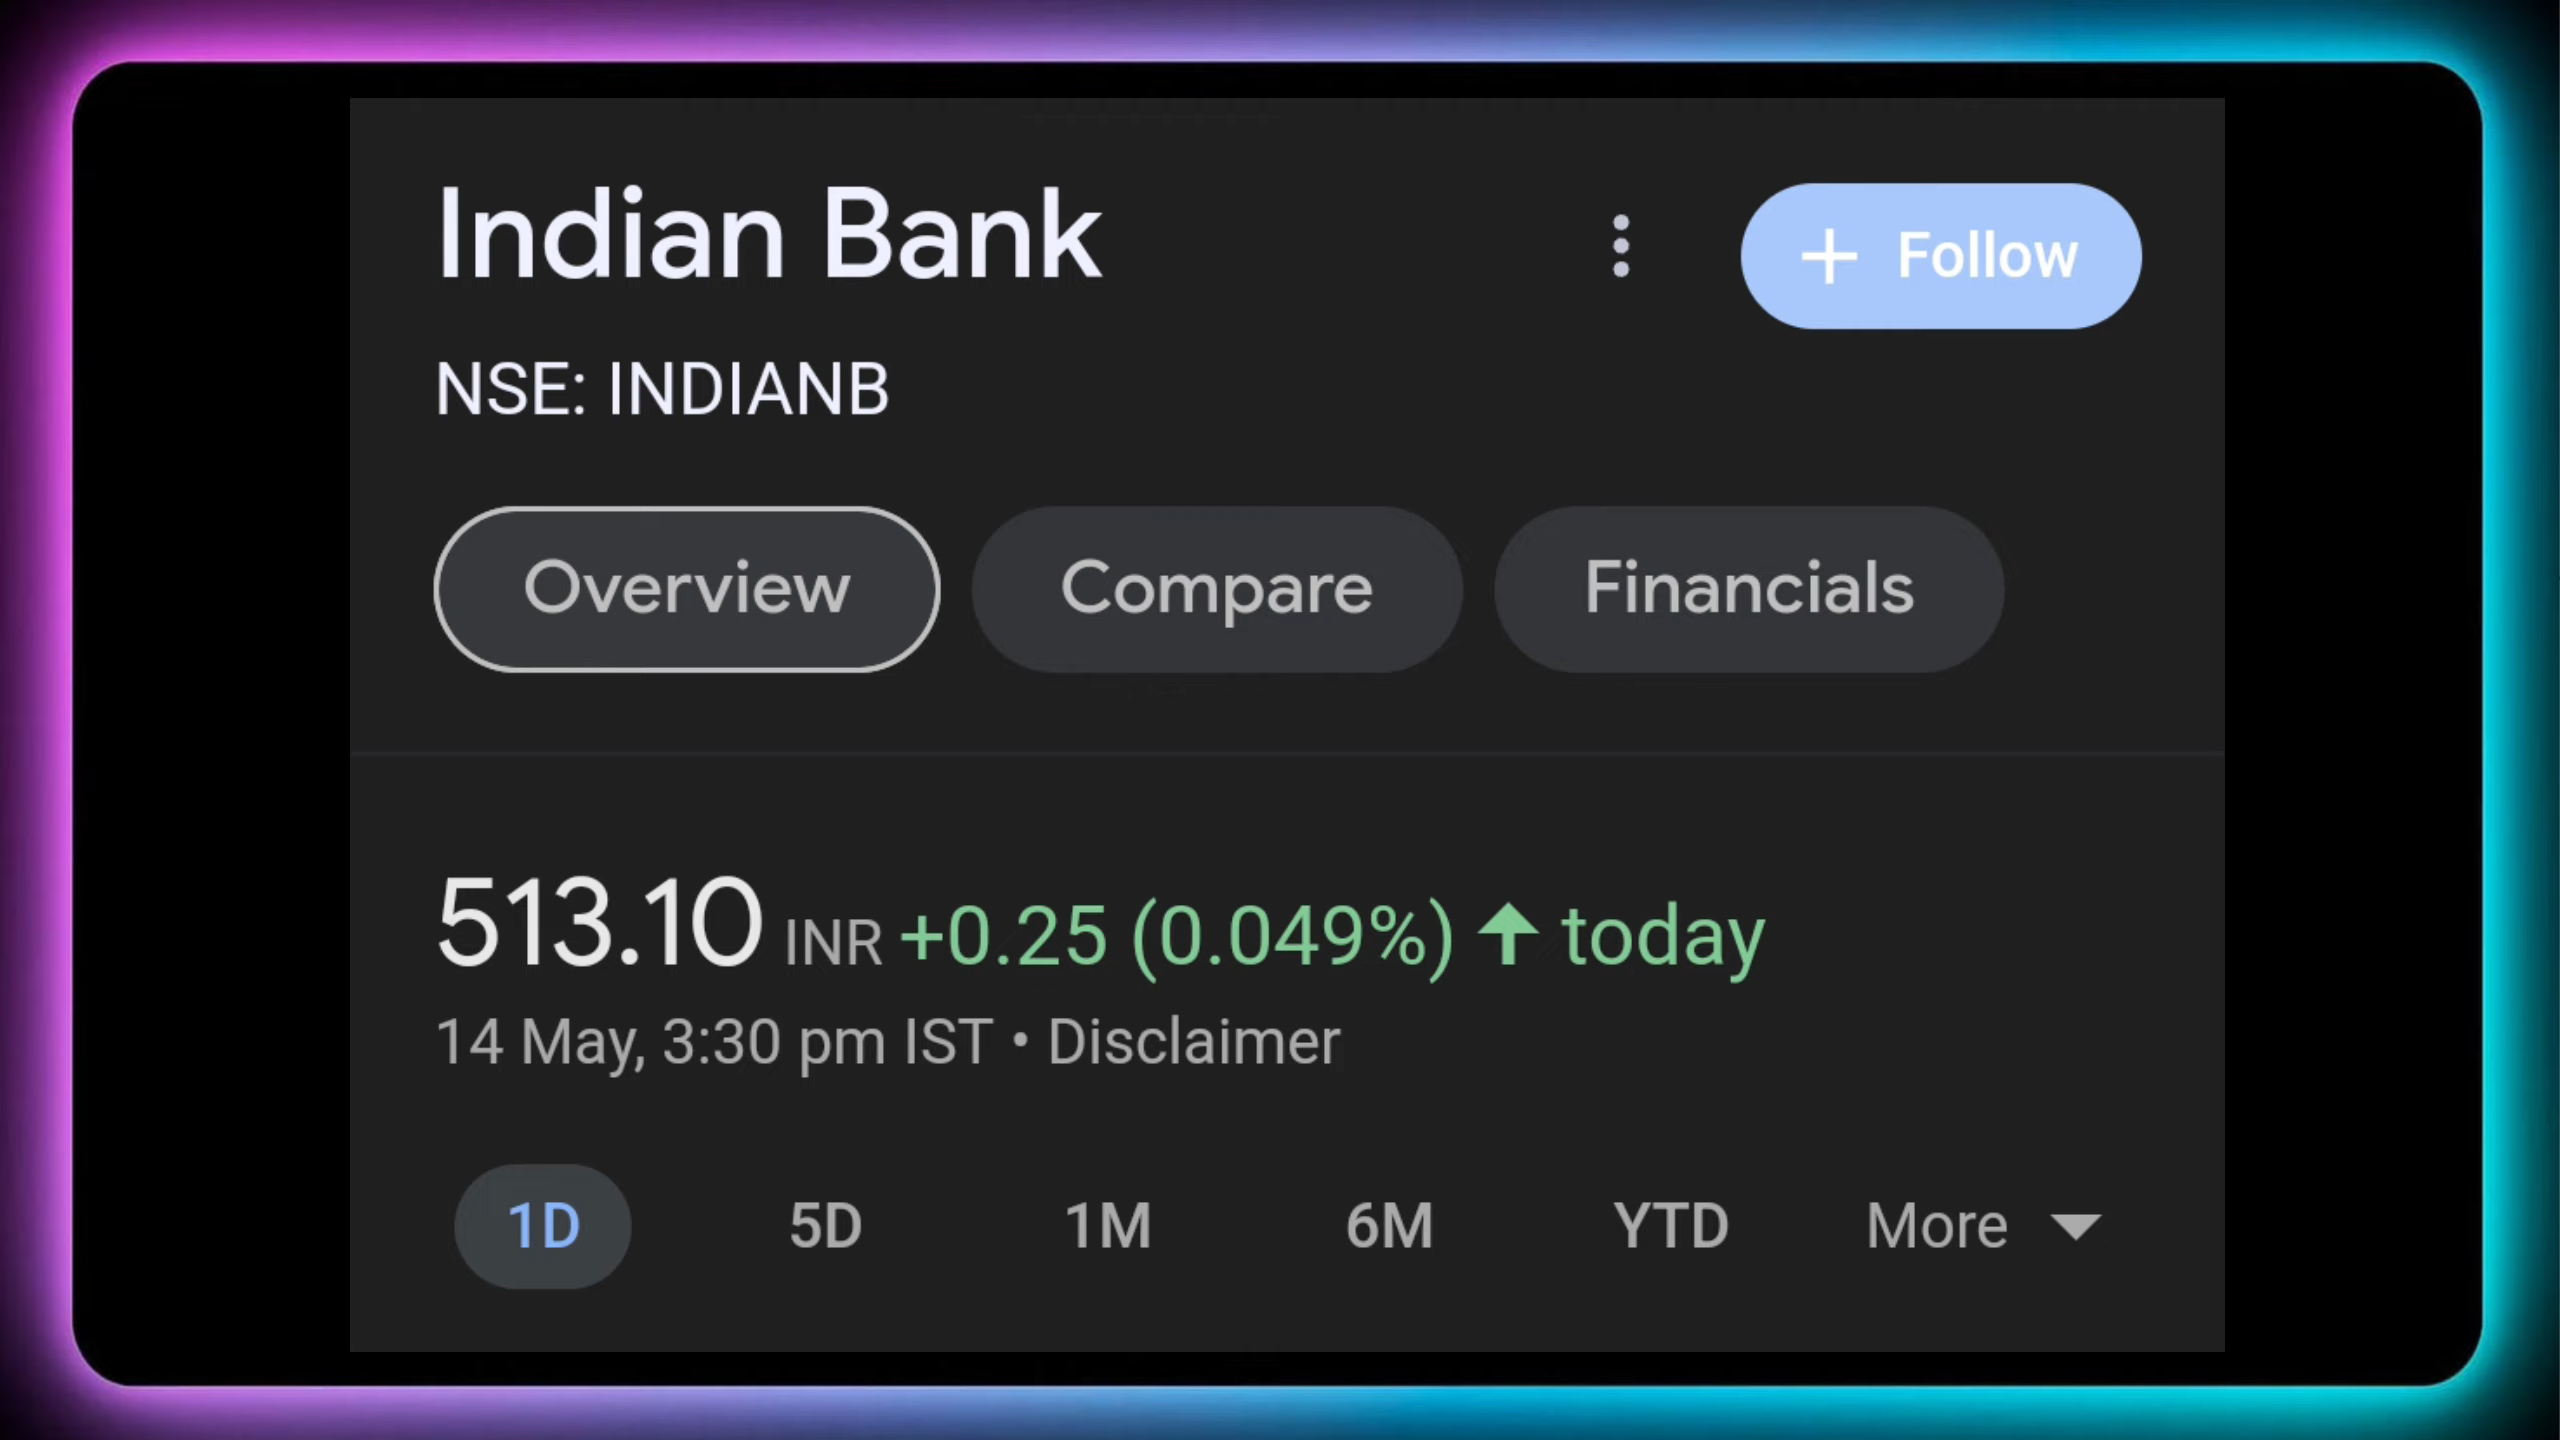 Indian Bank
+ Follow
NSE: INDIANB
Overview Compare Financials
513.10 INR +0.25 (0.049%) ↑ today
14 May, 3:30 pm IST • Disclaimer
1D 5D 1M 6M YTD More